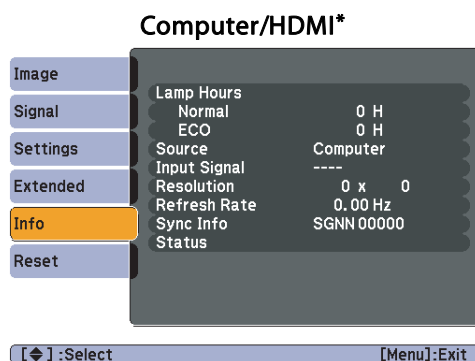 Computer/HDMI*
Image
Signal
Settings
Extended
Info
Reset
Lamp Hours
Normal 0 H
ECO 0 H
Source Computer
Input Signal ----
Resolution 0 x 0
Refresh Rate 0.00 Hz
Sync Info SGNN 00000
Status
[◆] :Select [Menu]:Exit